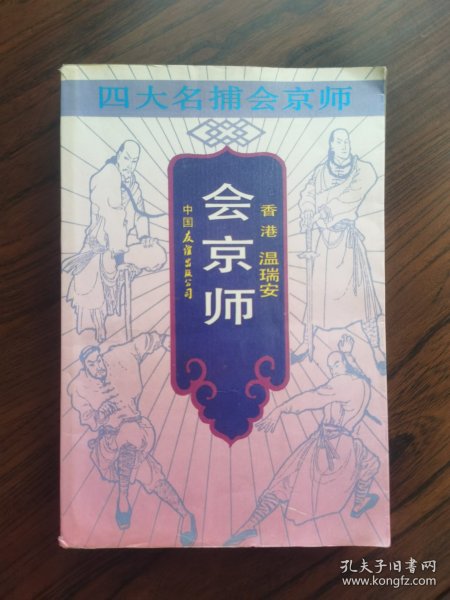 四大名捕会京师
香港 温瑞安
会京师
中国友谊出版公司
孔夫子旧书网
www.kongfz.com